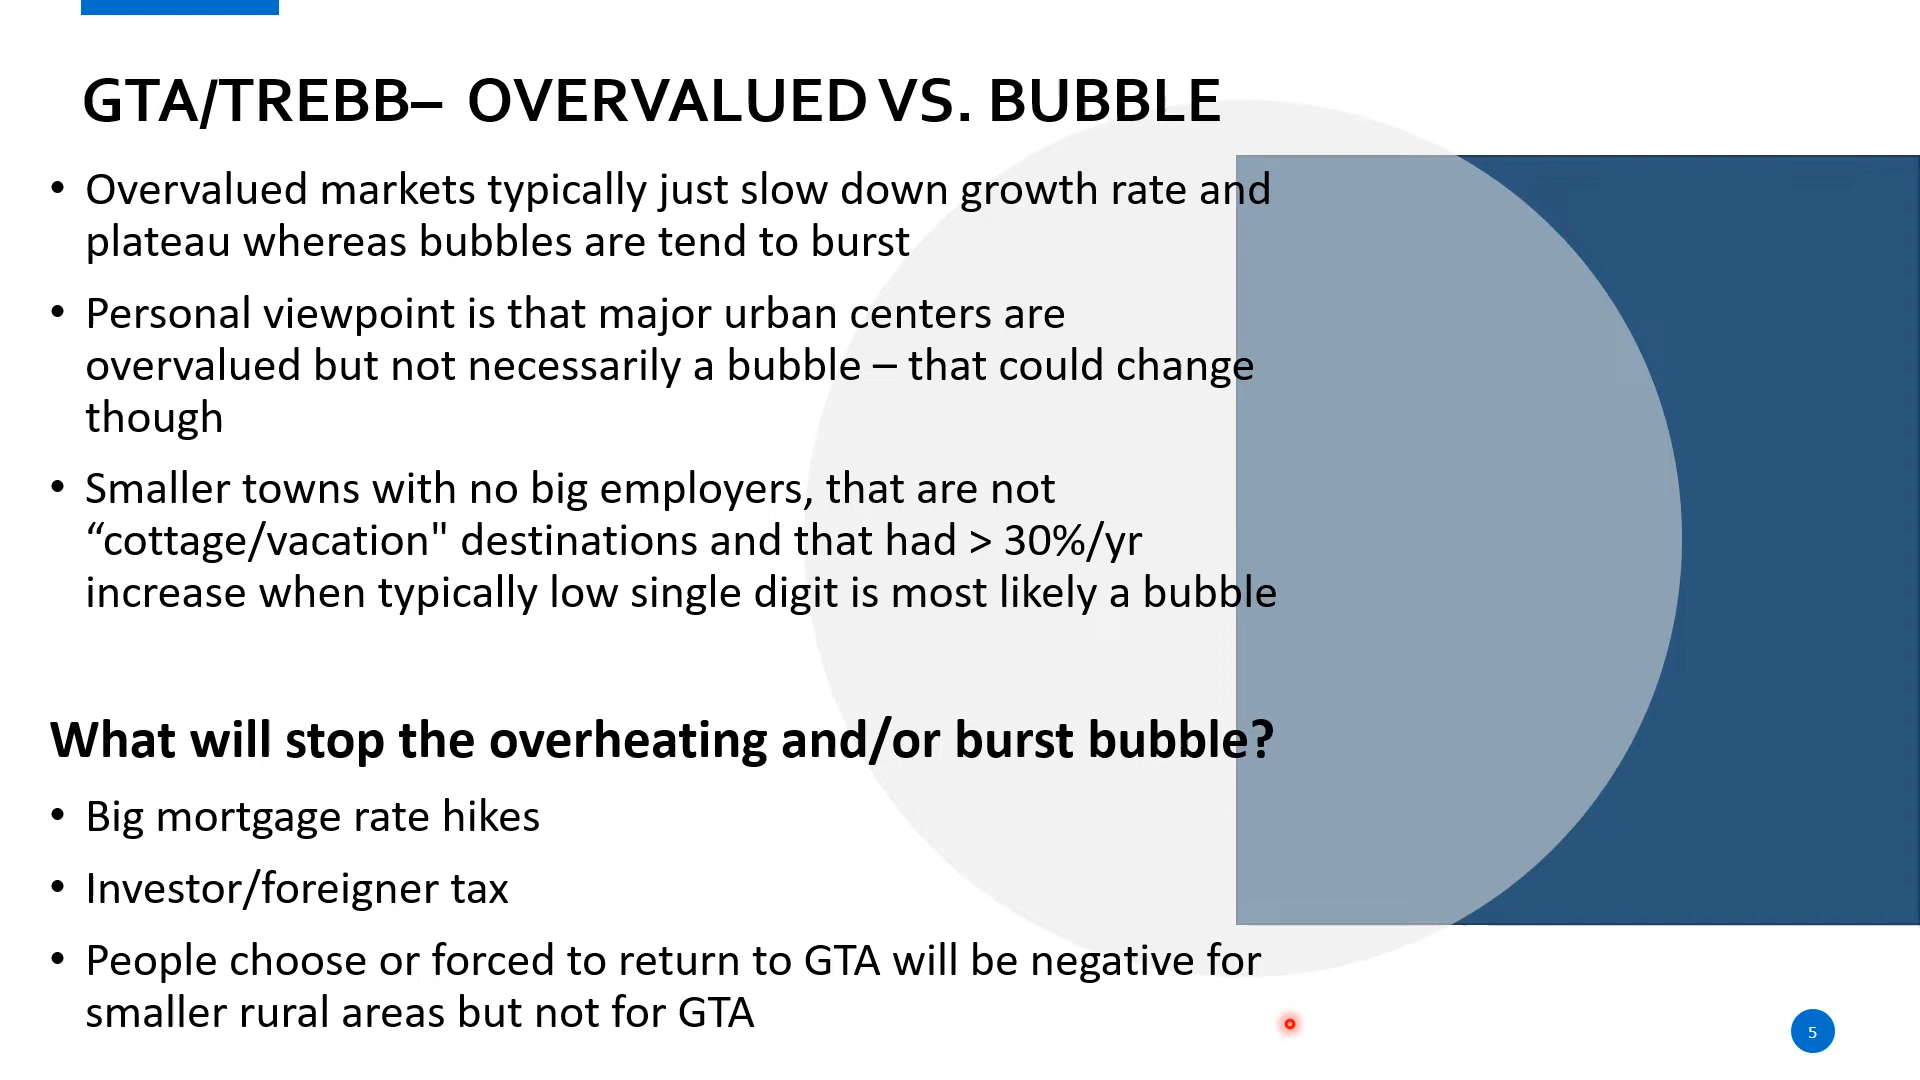 GTA/TREBB– OVERVALUED VS. BUBBLE
• Overvalued markets typically just slow down growth rate and
plateau whereas bubbles are tend to burst
• Personal viewpoint is that major urban centers are
overvalued but not necessarily a bubble – that could change
though
• Smaller towns with no big employers, that are not
“cottage/vacation" destinations and that had > 30%/yr
increase when typically low single digit is most likely a bubble
What will stop the overheating and/or burst bubble?
• Big mortgage rate hikes
• Investor/foreigner tax
• People choose or forced to return to GTA will be negative for
smaller rural areas but not for GTA
5